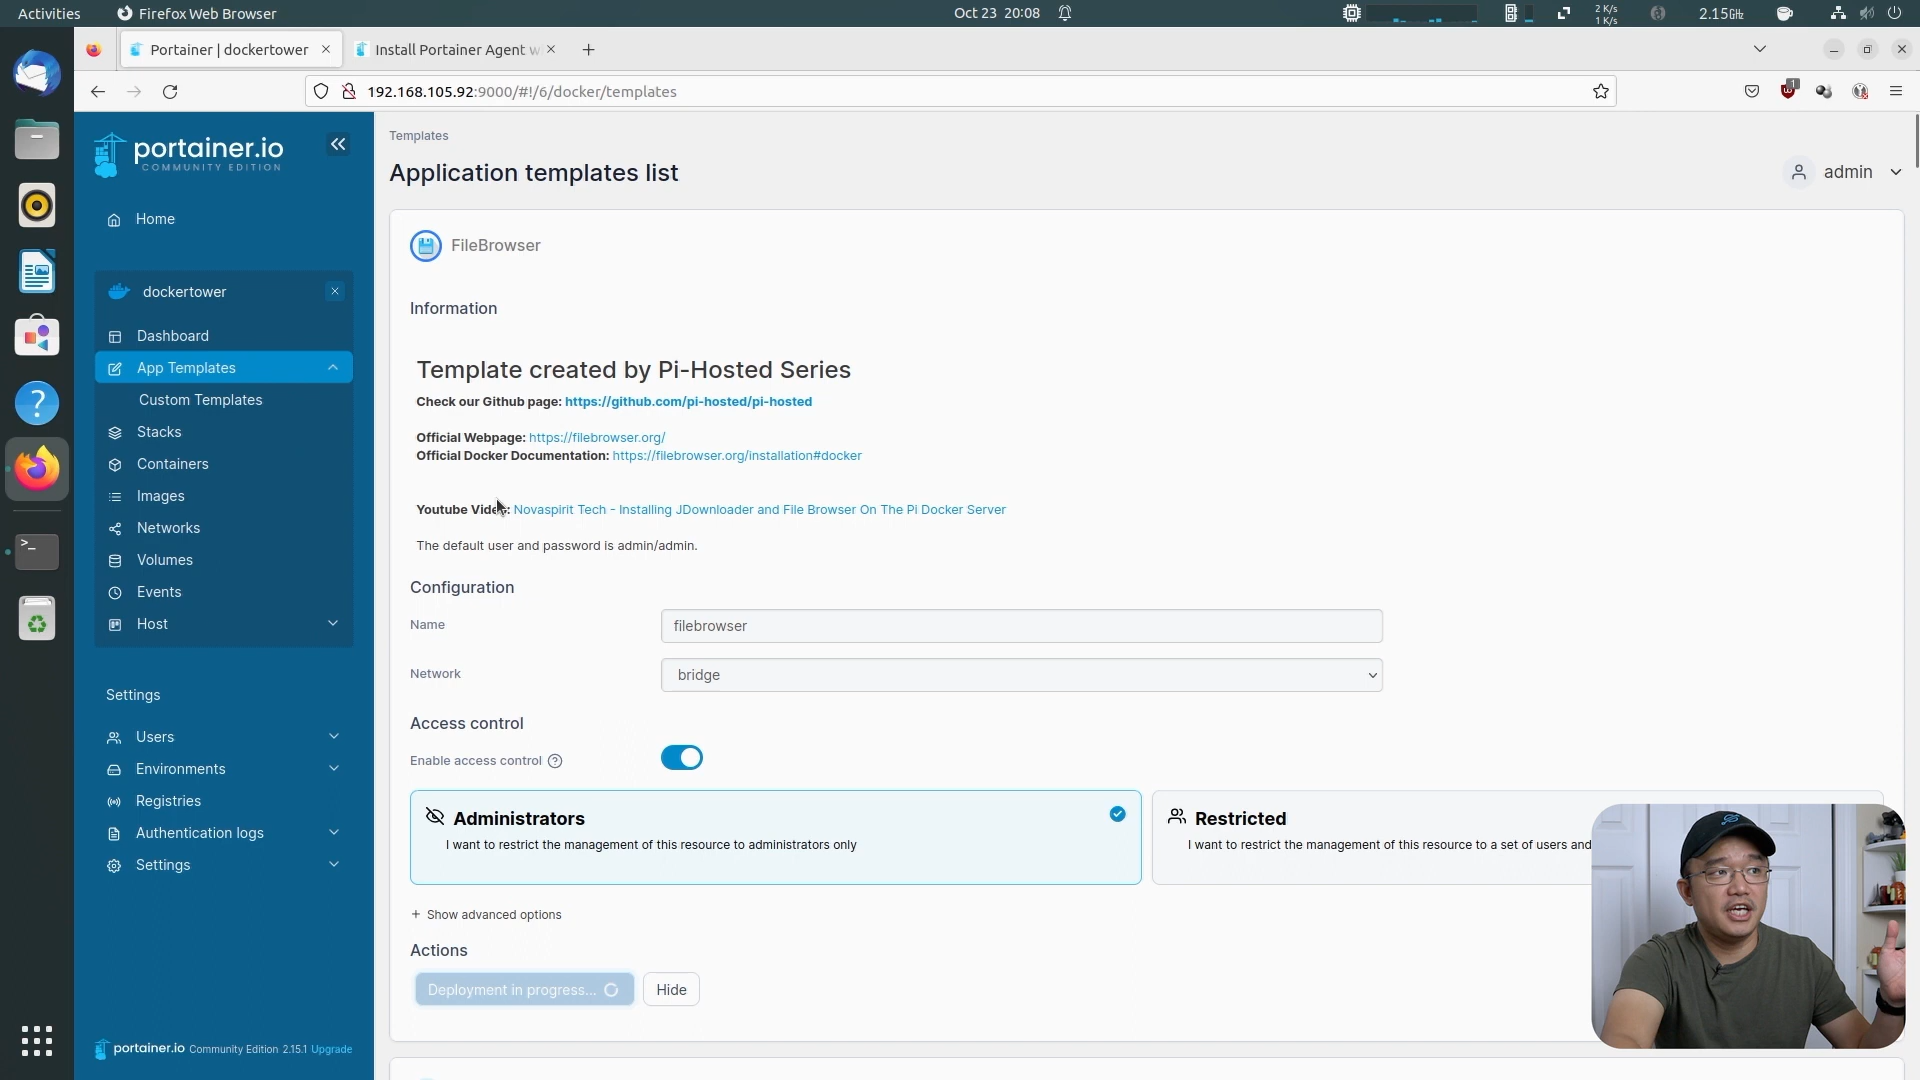 Activities
Firefox Web Browser
Oct 23 20:08
2 K/s
1 K/s
2.15GHz
Portainer | dockertower
Install Portainer Agent w
192.168.105.92:9000/#!/6/docker/templates
1
portainer.io
COMMUNITY EDITION
Home
dockertower
Dashboard
App Templates
Custom Templates
Stacks
Containers
Images
Networks
Volumes
Events
Host
Settings
Users
Environments
Registries
Authentication logs
Settings
portainer.io Community Edition 2.15.1 Upgrade
Templates
Application templates list
admin
FileBrowser
Information
Template created by Pi-Hosted Series
Check our Github page: https://github.com/pi-hosted/pi-hosted
Official Webpage: https://filebrowser.org/
Official Docker Documentation: https://filebrowser.org/installation#docker
Youtube Video: Novaspirit Tech - Installing JDownloader and File Browser On The Pi Docker Server
The default user and password is admin/admin.
Configuration
Name
filebrowser
Network
bridge
Access control
Enable access control
Administrators
I want to restrict the management of this resource to administrators only
Restricted
I want to restrict the management of this resource to a set of users and
+ Show advanced options
Actions
Deployment in progress...
Hide